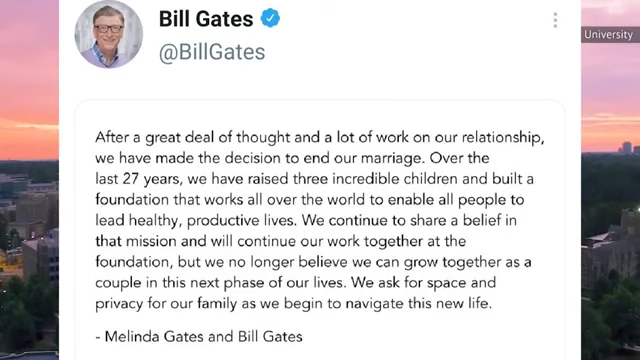 Bill Gates
@BillGates
University
After a great deal of thought and a lot of work on our relationship,
we have made the decision to end our marriage. Over the
last 27 years, we have raised three incredible children and built a
foundation that works all over the world to enable all people to
lead healthy, productive lives. We continue to share a belief in
that mission and will continue our work together at the
foundation, but we no longer believe we can grow together as a
couple in this next phase of our lives. We ask for space and
privacy for our family as we begin to navigate this new life.
- Melinda Gates and Bill Gates